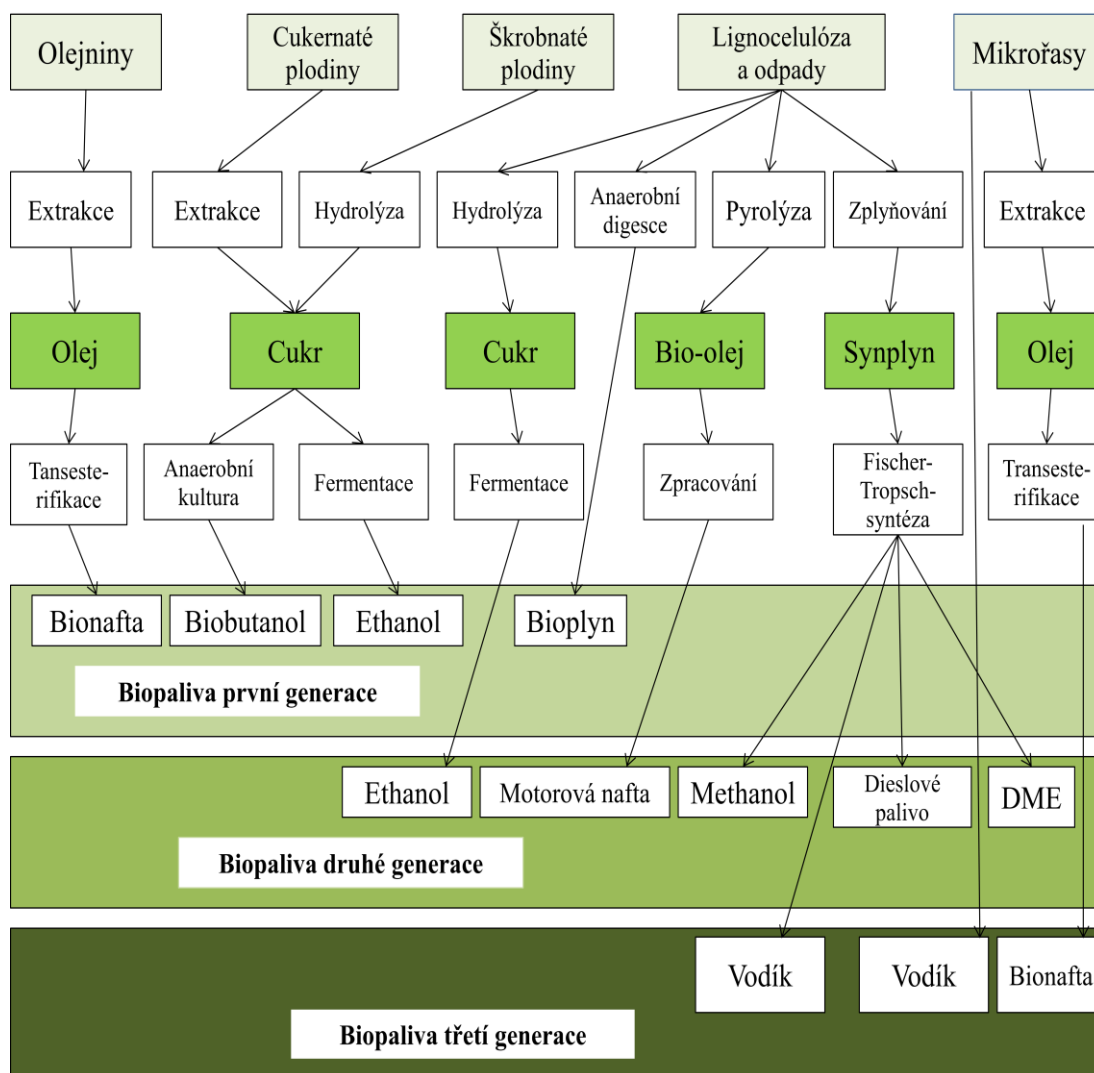 Olejniny
Cukernaté
plodiny
Škrobnaté
plodiny
Lignocelulóza
a odpady
Mikrořasy
Extrakce
Extrakce
Hydrolýza
Hydrolýza
Anaerobní
digesce
Pyrolýza
Zplyňování
Extrakce
Olej
Cukr
Cukr
Bio-olej
Synplyn
Olej
Tanseste-
rifikace
Anaerobní
kultura
Fermentace
Fermentace
Zpracování
Fischer-
Tropsch-
syntéza
Transeste-
rifikace
Bionafta
Biobutanol
Ethanol
Bioplyn
Biopaliva první generace
Ethanol
Motorová nafta
Methanol
Dieslové
palivo
DME
Biopaliva druhé generace
Vodík
Vodík
Bionafta
Biopaliva třetí generace